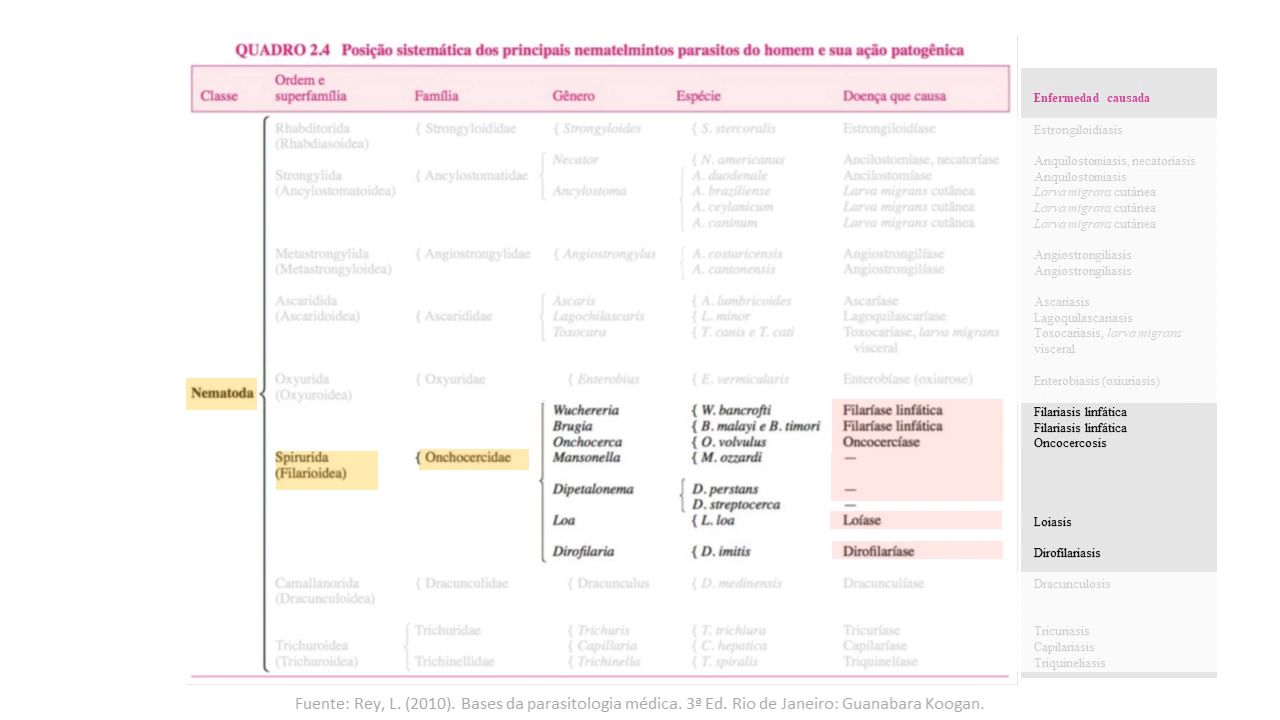 QUADRO 2.4 Posição sistemática dos principais nematelmintos parasitos do homem e sua ação patogênica
Classe Ordem e superfamília Família Gênero Espécie Doença que causa Enfermedad causada
Rhabditorida { Strongyloididae { Strongyloides { S. stercoralis Estrongiloidíase Estrongiloidiasis
(Rhabdiasoidea)
Necator { N. americanus Ancilostomíase, necatoríase Anquilostomiasis, necatoriasis
Strongylida { Ancylostomatidae A. duodenale Ancilostomíase Anquilostomiasis
(Ancylostomatoidea) Ancylostoma A. braziliense Larva migrans cutânea Larva migrans cutánea
A. ceylanicum Larva migrans cutânea Larva migrans cutánea
A. caninum Larva migrans cutânea Larva migrans cutánea
Metastrongylida { Angiostrongylidae { Angiostrongylus A. costaricensis Angiostrongilíase Angiostrongiliasis
(Metastrongyloidea) A. cantonensis Angiostrongilíase Angiostrongiliasis
Ascaridida Ascaris { A. lumbricoides Ascaríase Ascariasis
(Ascaridoidea) { Ascarididae Lagochilascaris { L. minor Lagoquilascaríase Lagoquilascariasis
Toxocara { T. canis e T. cati Toxocaríase, larva migrans Toxocariasis, larva migrans
visceral visceral
Oxyurida { Oxyuridae { Enterobius { E. vermicularis Enterobíase (oxiurose) Enterobiasis (oxiuriasis)
Nematoda (Oxyuroidea)
Wuchereria { W. bancrofti Filaríase linfática Filariasis linfática
Brugia { B. malayi e B. timori Filaríase linfática Filariasis linfática
Onchocerca { O. volvulus Oncocercíase Oncocercosis
Spirurida { Onchocercidae Mansonella { M. ozzardi —
(Filarioidea)
Dipetalonema D. perstans —
D. streptocerca —
Loa { L. loa Loíase Loiasis
Dirofilaria { D. imitis Dirofilaríase Dirofilariasis
Camallanorida { Dracunculidae { Dracunculus { D. medinensis Dracunculíase Dracunculosis
(Dracunculoidea)
Trichuridae { Trichuris { T. trichiura Tricuríase Tricuriasis
Trichuroidea { Capillaria { C. hepatica Capilaríase Capilariasis
(Trichuroidea) Trichinellidae { Trichinella { T. spiralis Triquinelíase Triquineliasis
Fuente: Rey, L. (2010). Bases da parasitologia médica. 3ª Ed. Rio de Janeiro: Guanabara Koogan.